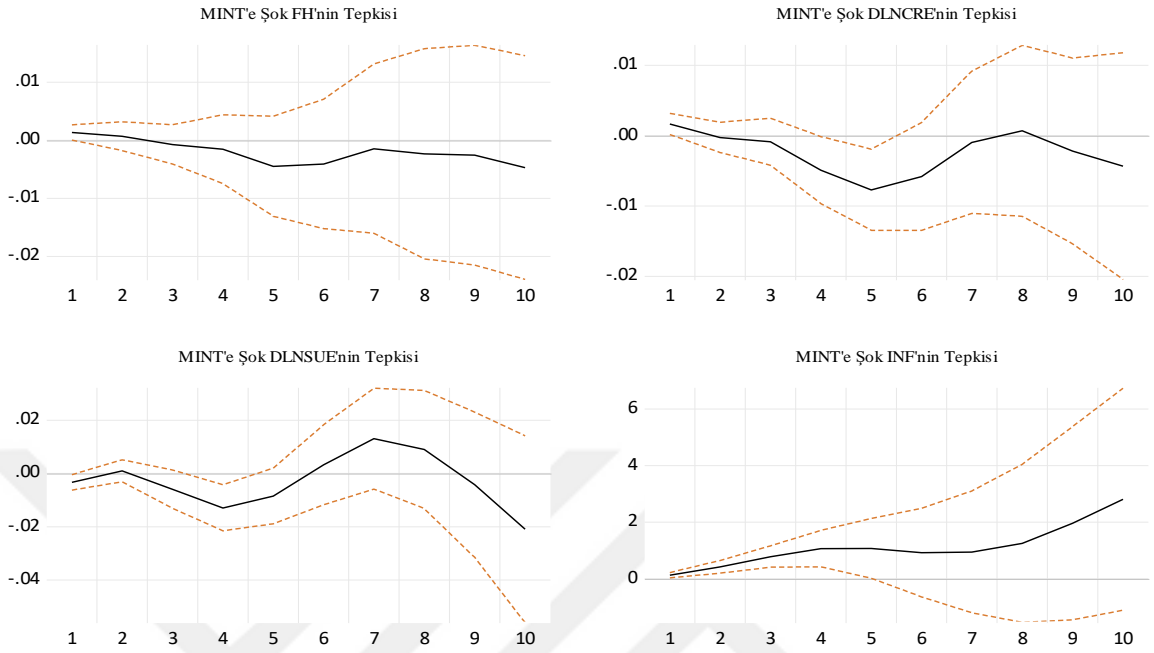 MINT'e Şok FH'nin Tepkisi
.01
.00
-.01
-.02
1 2 3 4 5 6 7 8 9 10
MINT'e Şok DLNCRE'nin Tepkisi
.01
.00
-.01
-.02
1 2 3 4 5 6 7 8 9 10
MINT'e Şok DLNSUE'nin Tepkisi
.02
.00
-.02
-.04
1 2 3 4 5 6 7 8 9 10
MINT'e Şok INF'nin Tepkisi
6
4
2
0
1 2 3 4 5 6 7 8 9 10